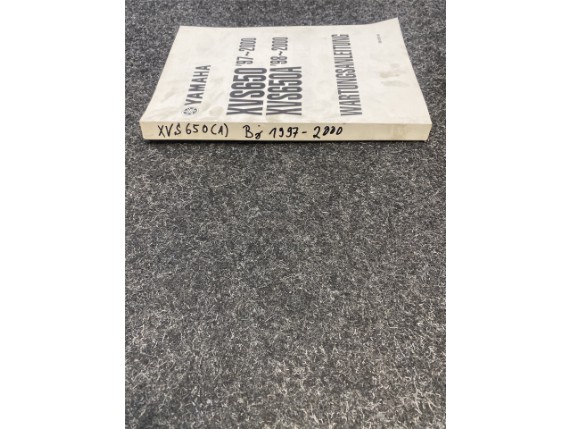 YAMAHA
XVS650 '97~2000
XVS650A '98~2000
WARTUNGSANLEITUNG
XVS 650(A) Bj 1997-2000